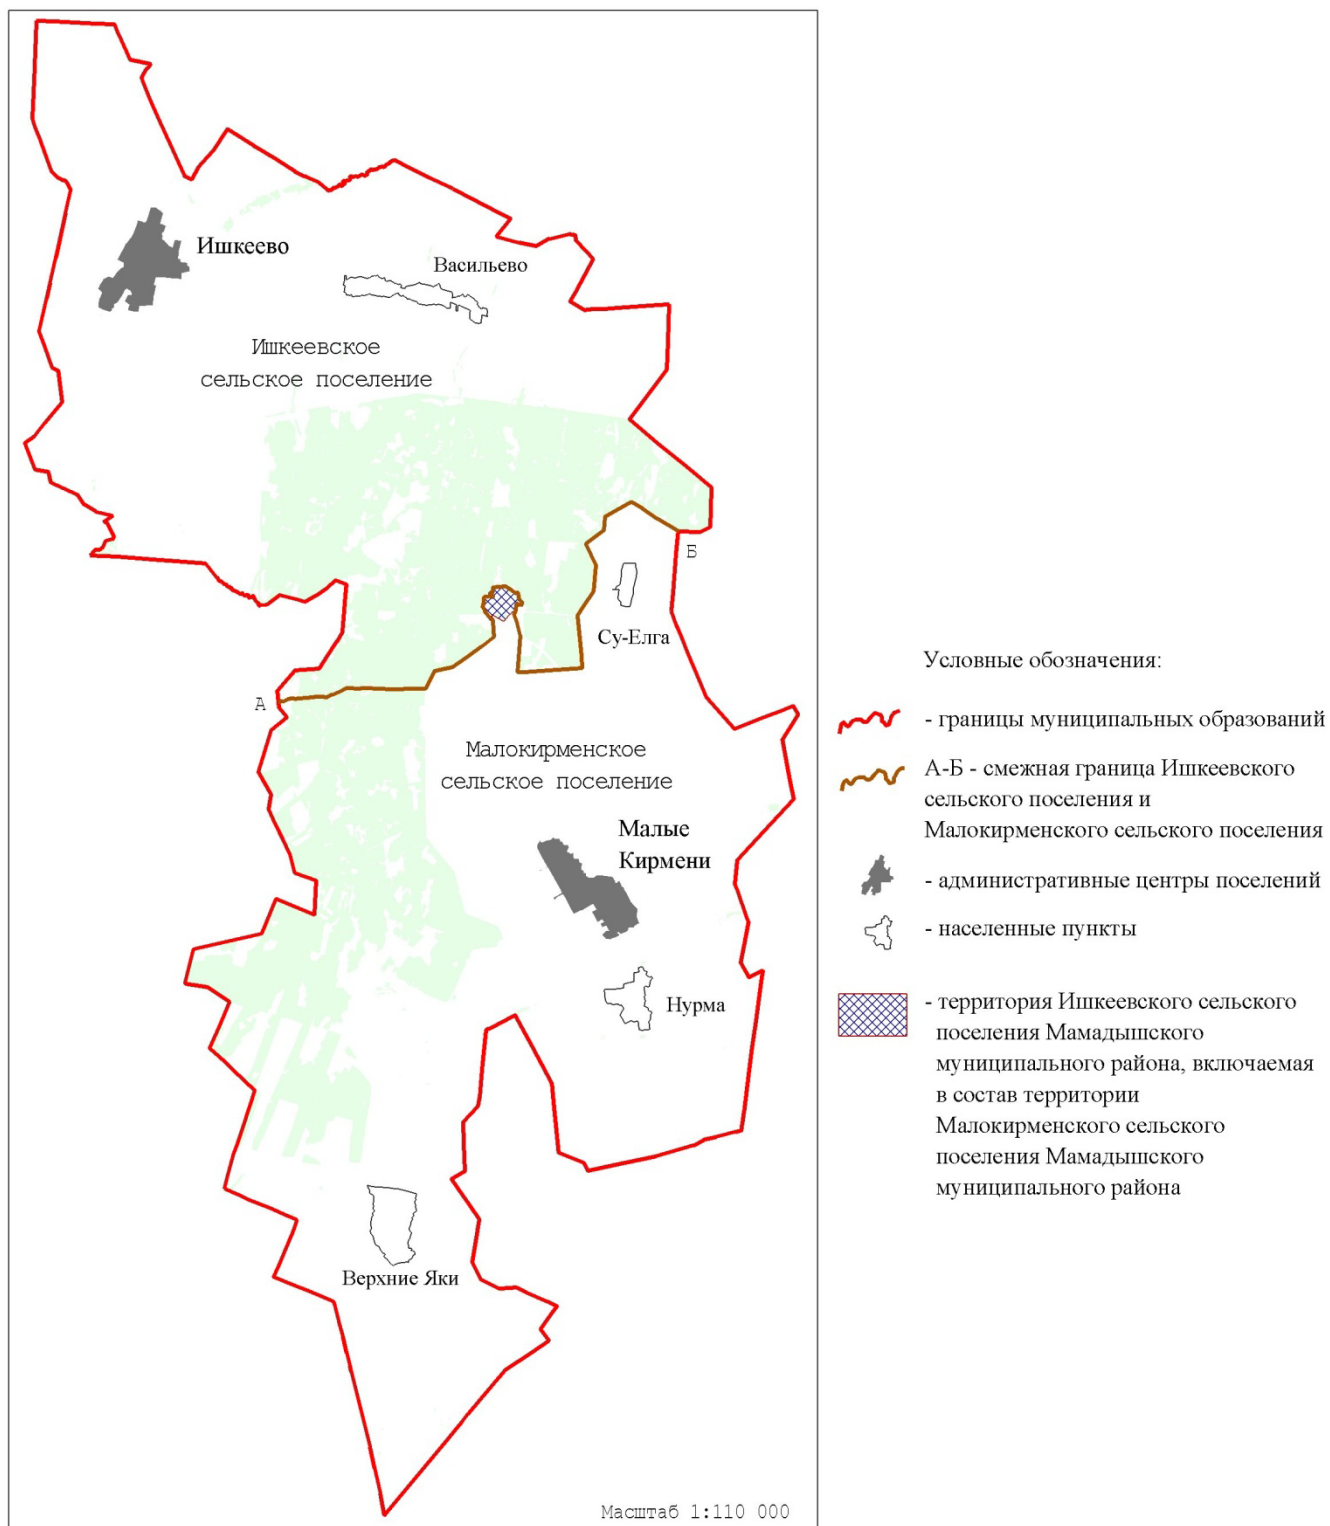 Ишкеево
Васильево
Ишкеевское
сельское поселение
Б
Су-Елга
А
Малокирменское
сельское поселение
Малые
Кирмени
Нурма
Верхние Яки
Масштаб 1:110 000
Условные обозначения:
- границы муниципальных образований
А-Б - смежная граница Ишкеевского
сельского поселения и
Малокирменского сельского поселения
- административные центры поселений
- населенные пункты
- территория Ишкеевского сельского
поселения Мамадышского
муниципального района, включаемая
в состав территории
Малокирменского сельского
поселения Мамадышского
муниципального района